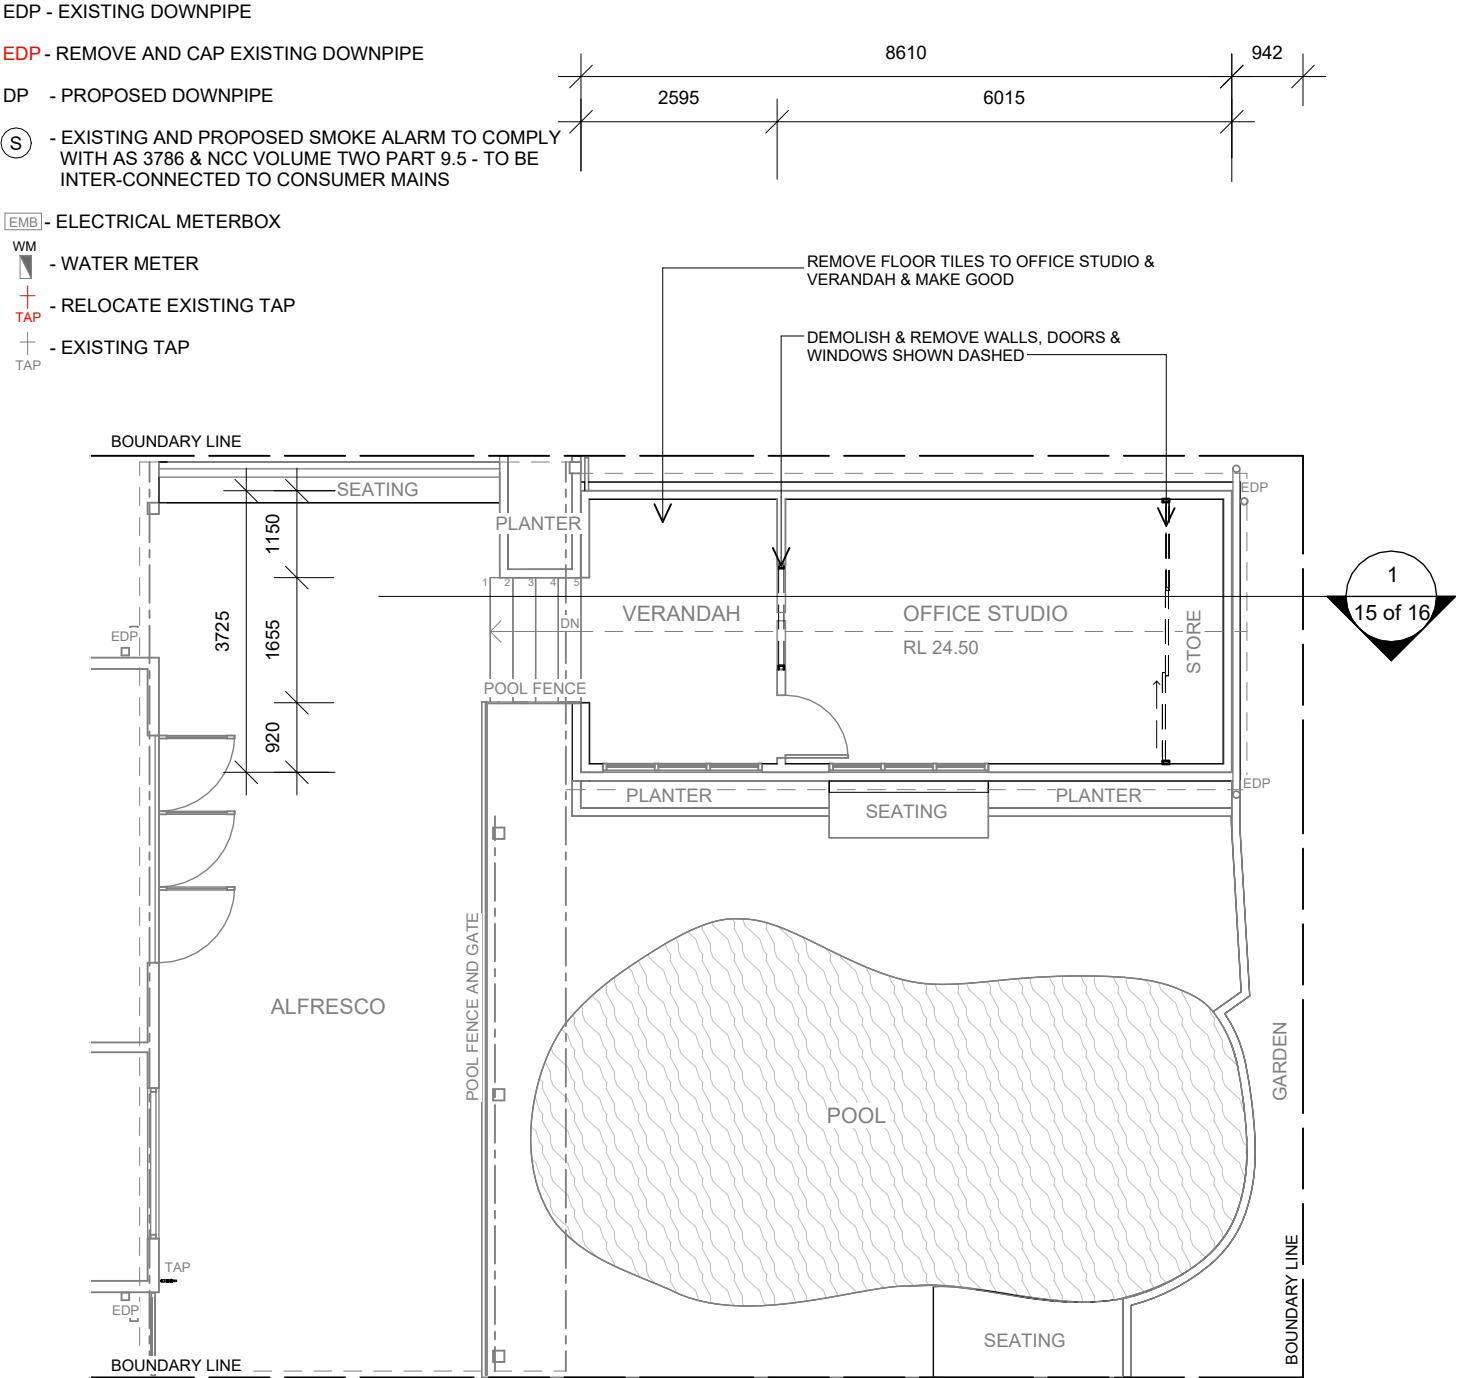 EDP - EXISTING DOWNPIPE
EDP - REMOVE AND CAP EXISTING DOWNPIPE
DP - PROPOSED DOWNPIPE
S - EXISTING AND PROPOSED SMOKE ALARM TO COMPLY
WITH AS 3786 & NCC VOLUME TWO PART 9.5 - TO BE
INTER-CONNECTED TO CONSUMER MAINS
EMB - ELECTRICAL METERBOX
WM
- WATER METER
TAP - RELOCATE EXISTING TAP
TAP - EXISTING TAP
8610
942
2595
6015
REMOVE FLOOR TILES TO OFFICE STUDIO &
VERANDAH & MAKE GOOD
DEMOLISH & REMOVE WALLS, DOORS &
WINDOWS SHOWN DASHED
BOUNDARY LINE
SEATING
PLANTER
EDP
1150
3725
1655
920
1 2 3 4 5
DN
VERANDAH
OFFICE STUDIO
RL 24.50
STORE
1
15 of 16
EDP
POOL FENCE
EDP
PLANTER
SEATING
PLANTER
POOL FENCE AND GATE
ALFRESCO
POOL
GARDEN
TAP
EDP
SEATING
BOUNDARY LINE
BOUNDARY LINE